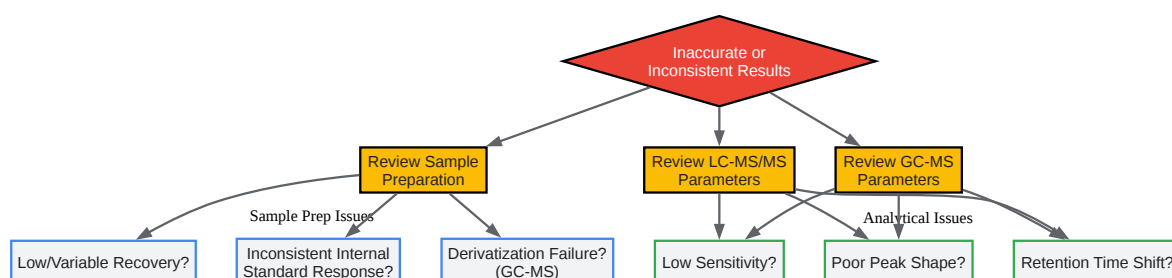 Inaccurate or
Inconsistent Results
Review Sample
Preparation
Review LC-MS/MS
Parameters
Review GC-MS
Parameters
Sample Prep Issues
Analytical Issues
Low/Variable Recovery?
Inconsistent Internal
Standard Response?
Derivatization Failure?
(GC-MS)
Low Sensitivity?
Poor Peak Shape?
Retention Time Shift?